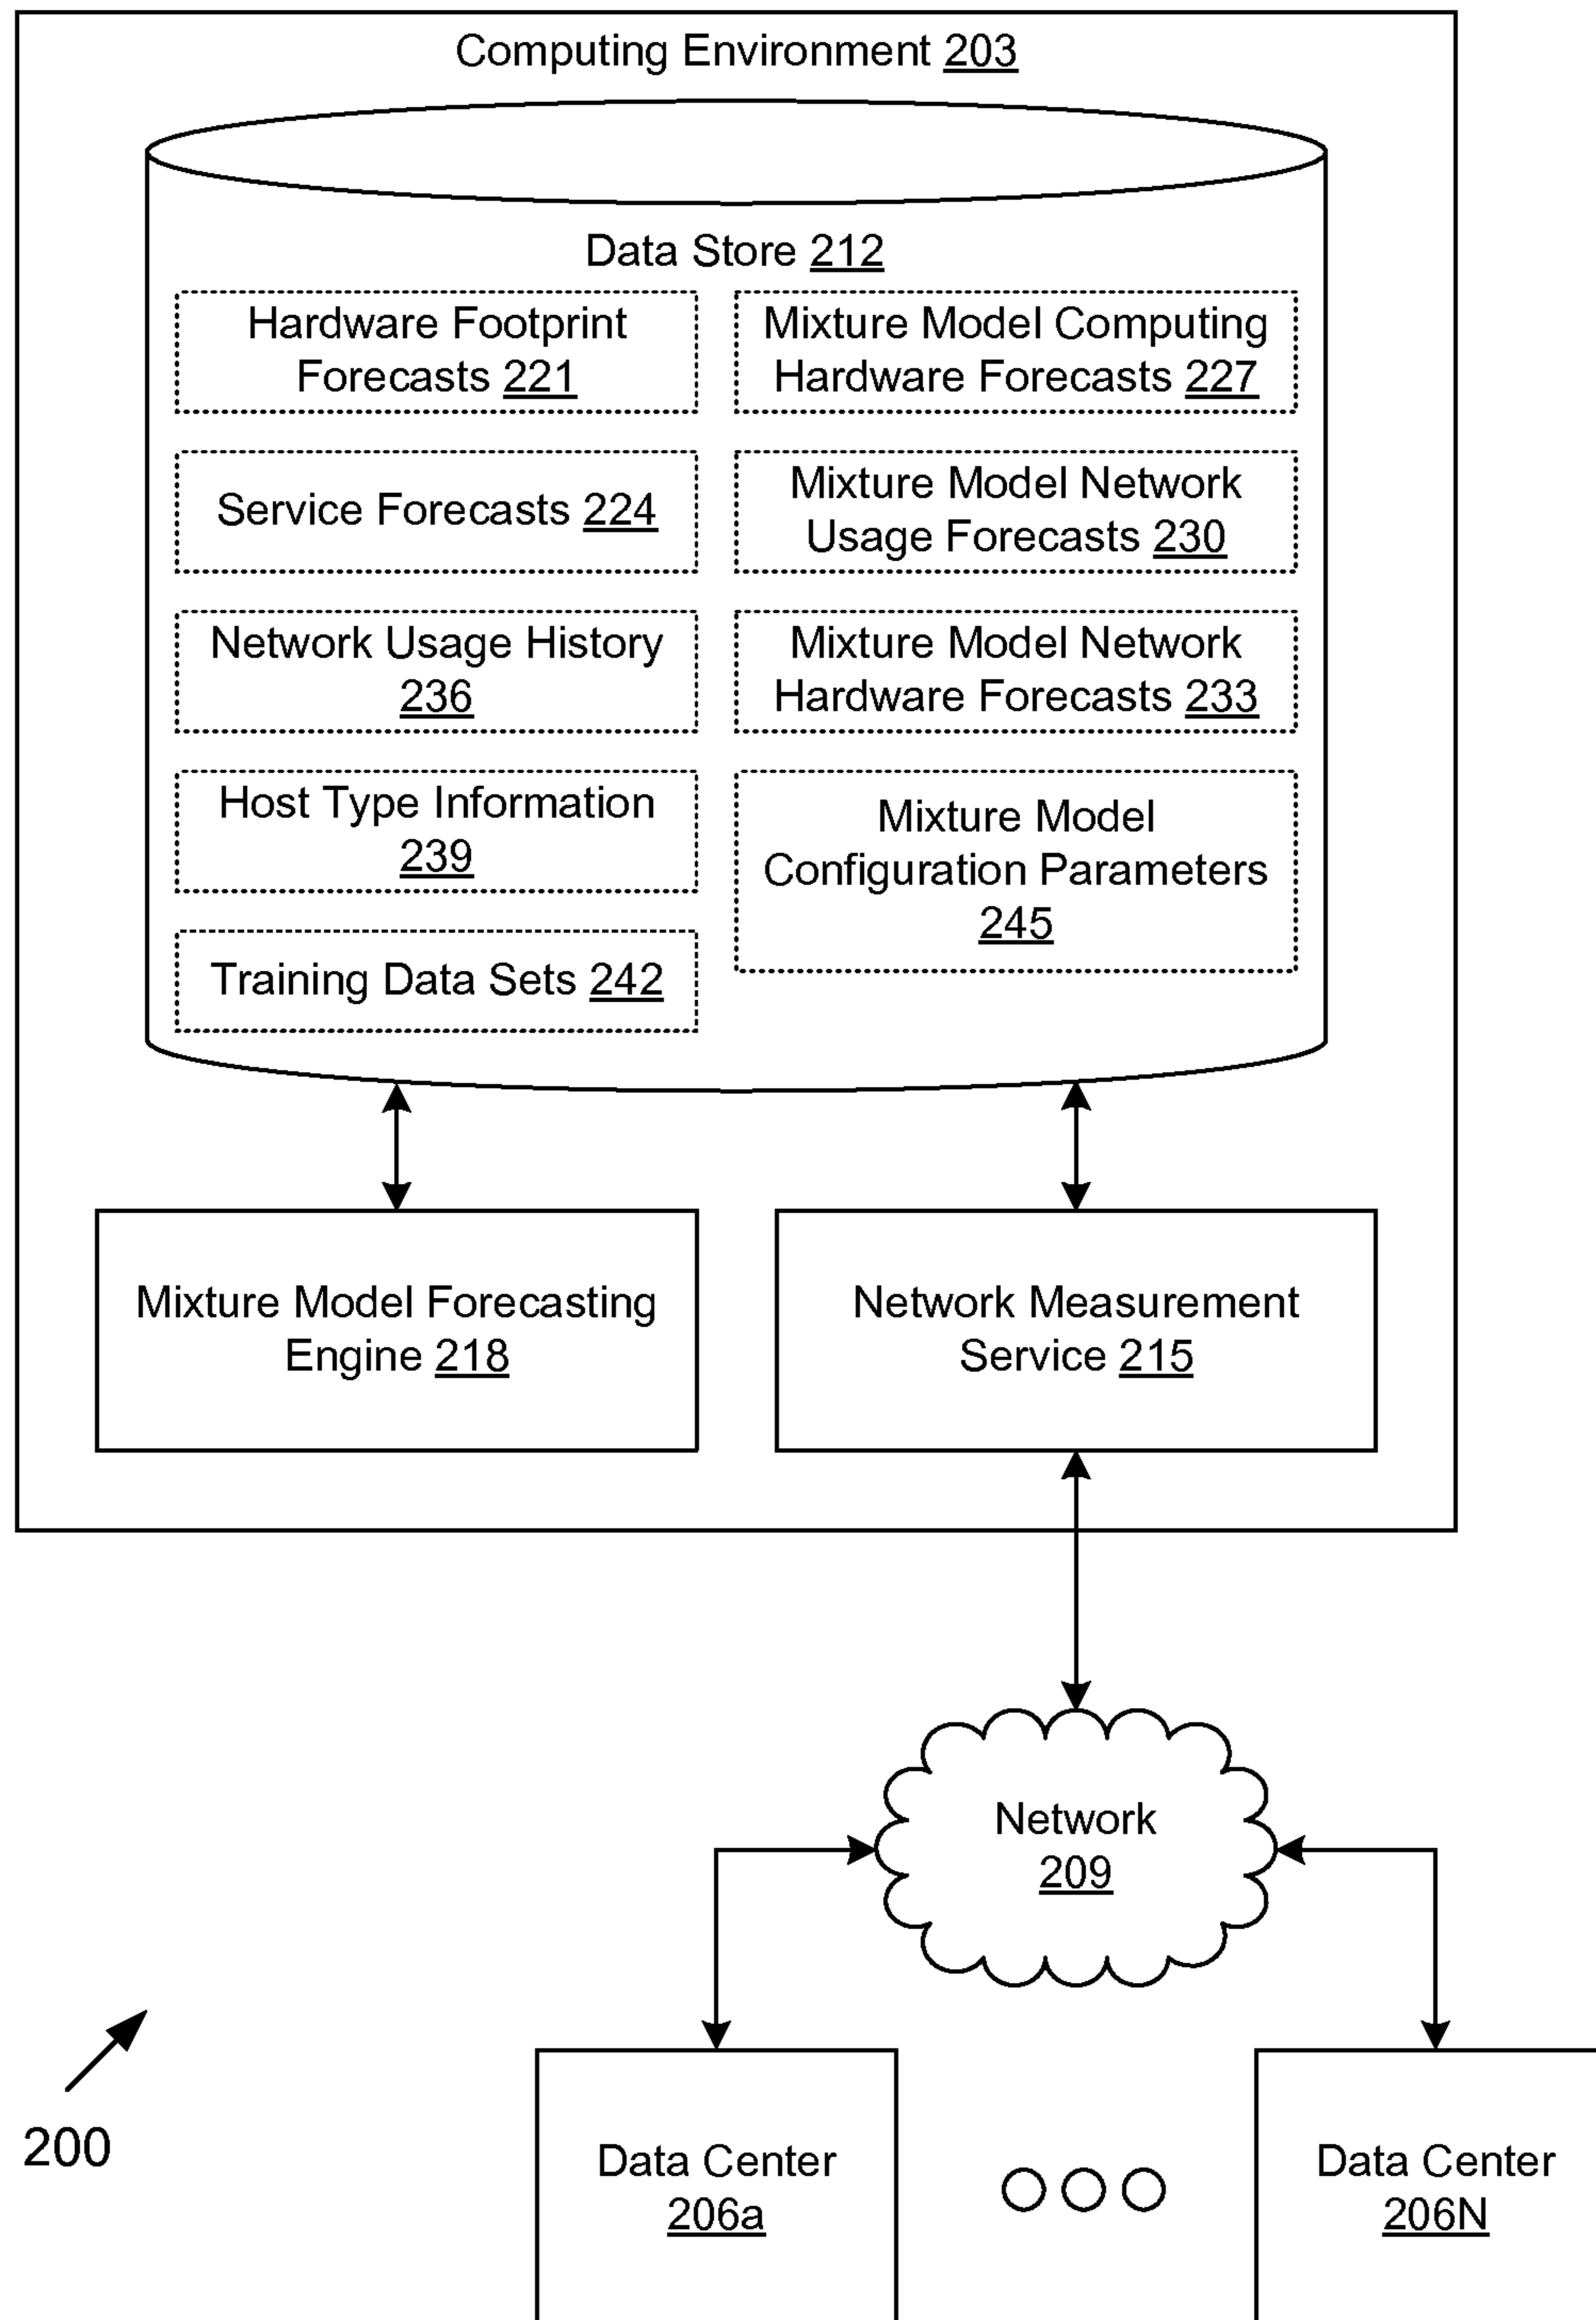 Computing Environment 203
Data Store 212
Hardware Footprint
Forecasts 221
Mixture Model Computing
Hardware Forecasts 227
Service Forecasts 224
Mixture Model Network
Usage Forecasts 230
Network Usage History
236
Mixture Model Network
Hardware Forecasts 233
Host Type Information
239
Mixture Model
Configuration Parameters
245
Training Data Sets 242
Mixture Model Forecasting
Engine 218
Network Measurement
Service 215
Network
209
200
Data Center
206a
Data Center
206N